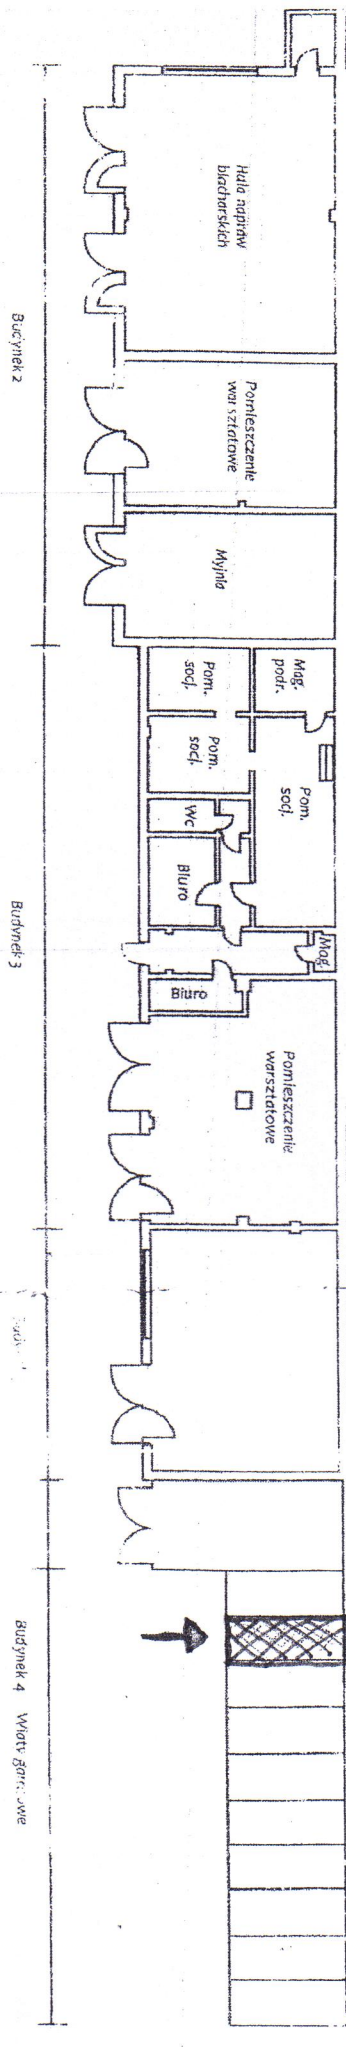 Hala napraw
blacharskich
Pomieszczenie
warsztatowe
Myjnia
Pom.
socj.
Mag.
podr.
Pom.
socj.
Pom.
socj.
Wc
Biuro
Mag
Biuro
Pomieszczenie
warsztatowe
Budynek 2
Budynek 3
Budynek 4 Wiaty